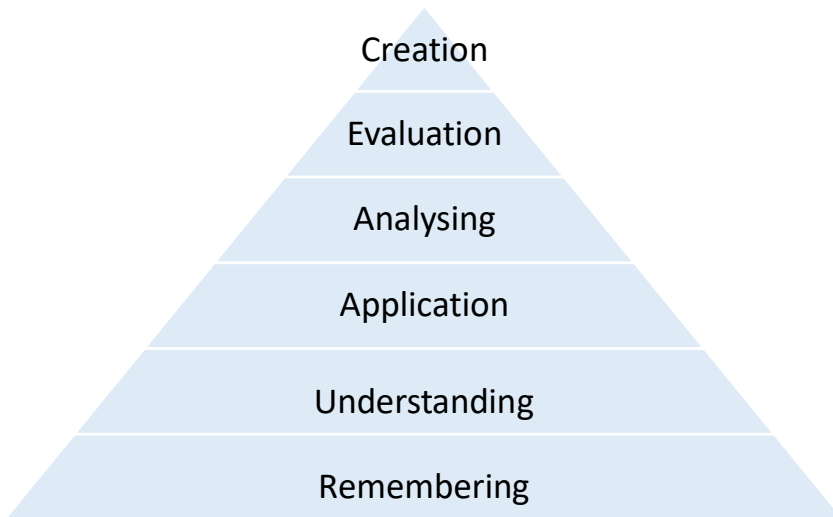 Creation
Evaluation
Analysing
Application
Understanding
Remembering